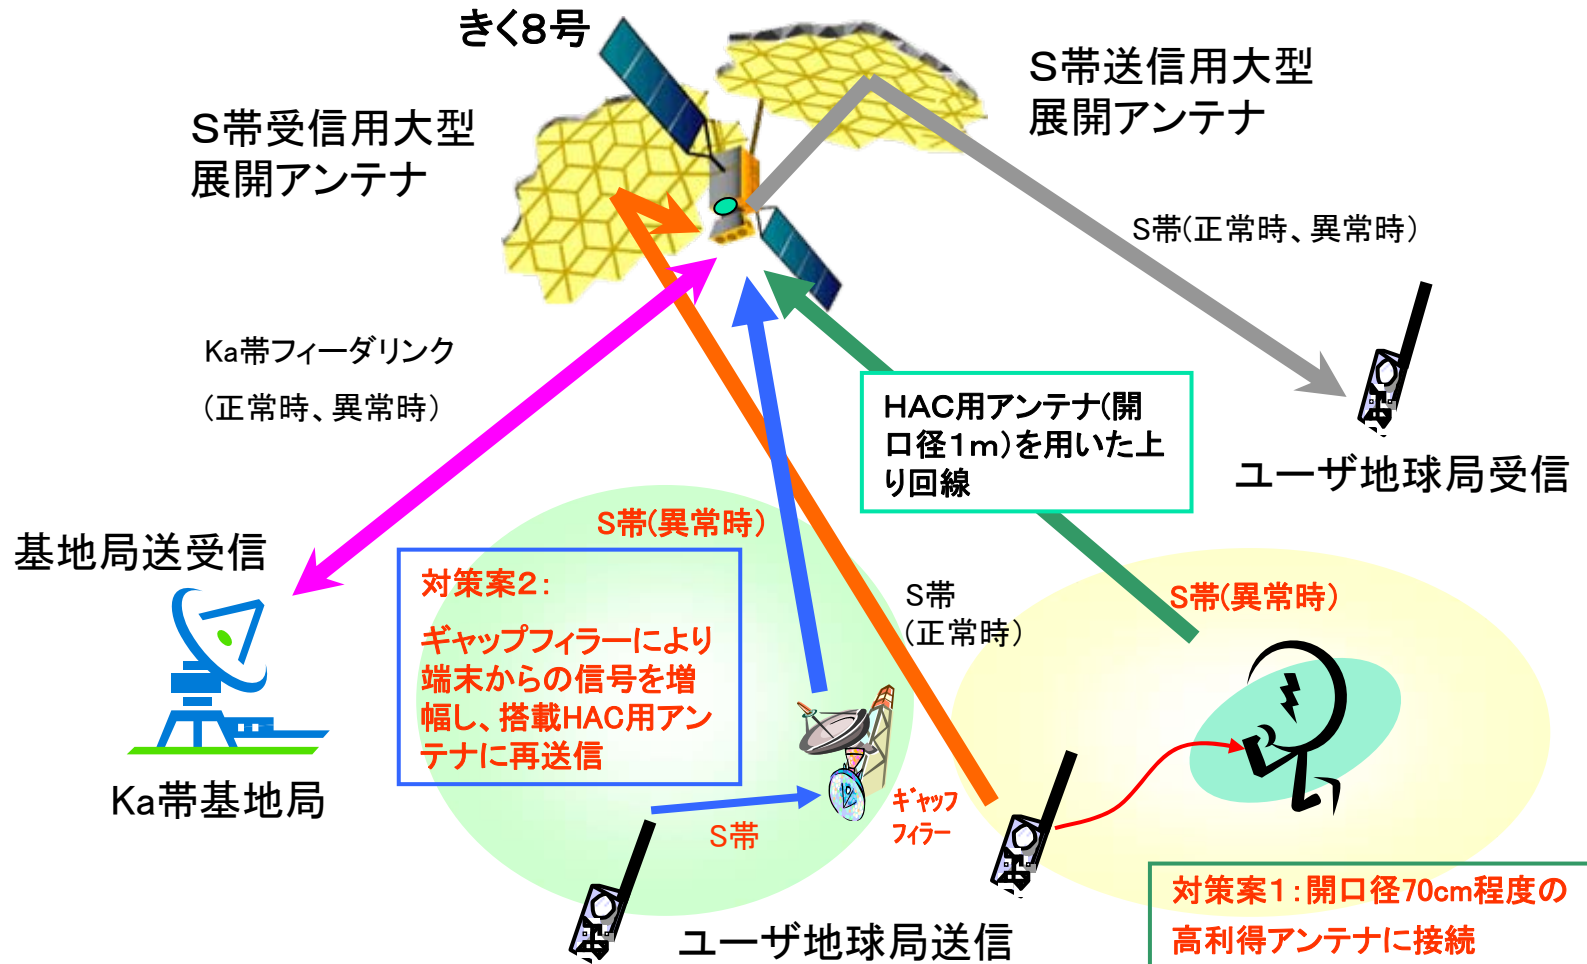 きく８号
Ｓ帯送信用大型
展開アンテナ
Ｓ帯受信用大型
展開アンテナ
S帯(正常時、異常時)
Ka帯フィーダリンク
(正常時、異常時)
HAC用アンテナ(開
口径１ｍ)を用いた上
り回線
ユーザ地球局受信
S帯(異常時)
基地局送受信
対策案２：
ギャップフィラーにより
端末からの信号を増
幅し、搭載HAC用アン
テナに再送信
S帯
(正常時)
S帯(異常時)
Ka帯基地局
S帯
ｷﾞｬｯﾌﾟ
ﾌｨﾗｰ
ユーザ地球局送信
対策案１：開口径70cm程度の
高利得アンテナに接続